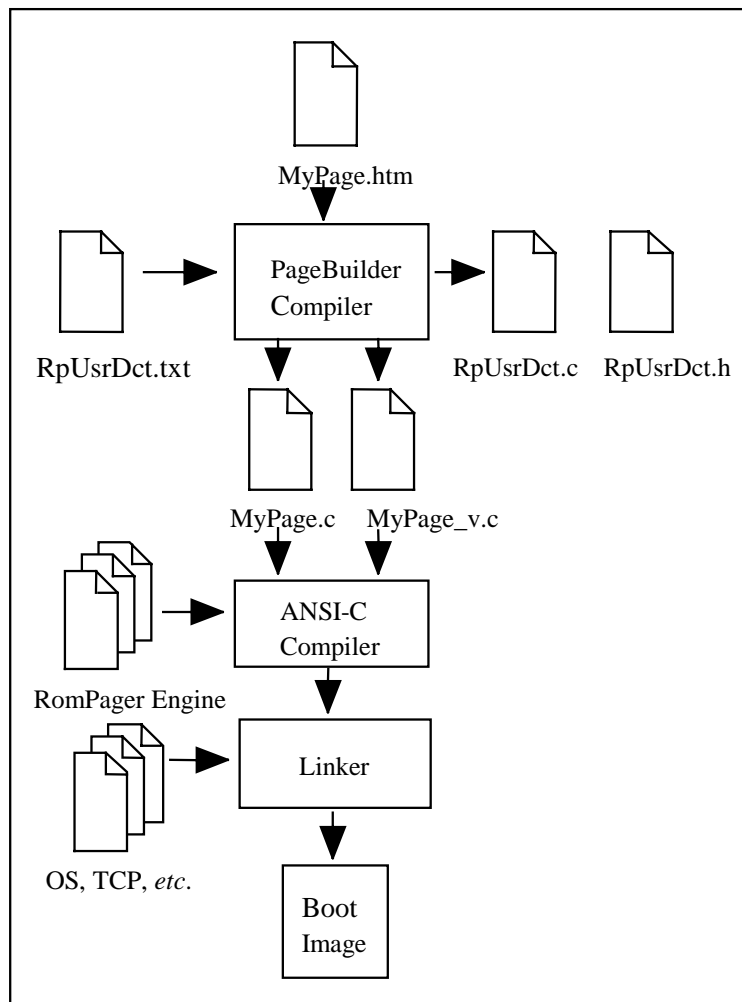 MyPage.htm
PageBuilder
Compiler
RpUsrDct.txt
RpUsrDct.c
RpUsrDct.h
MyPage.c
MyPage_v.c
ANSI-C
Compiler
RomPager Engine
Linker
OS, TCP, etc.
Boot
Image